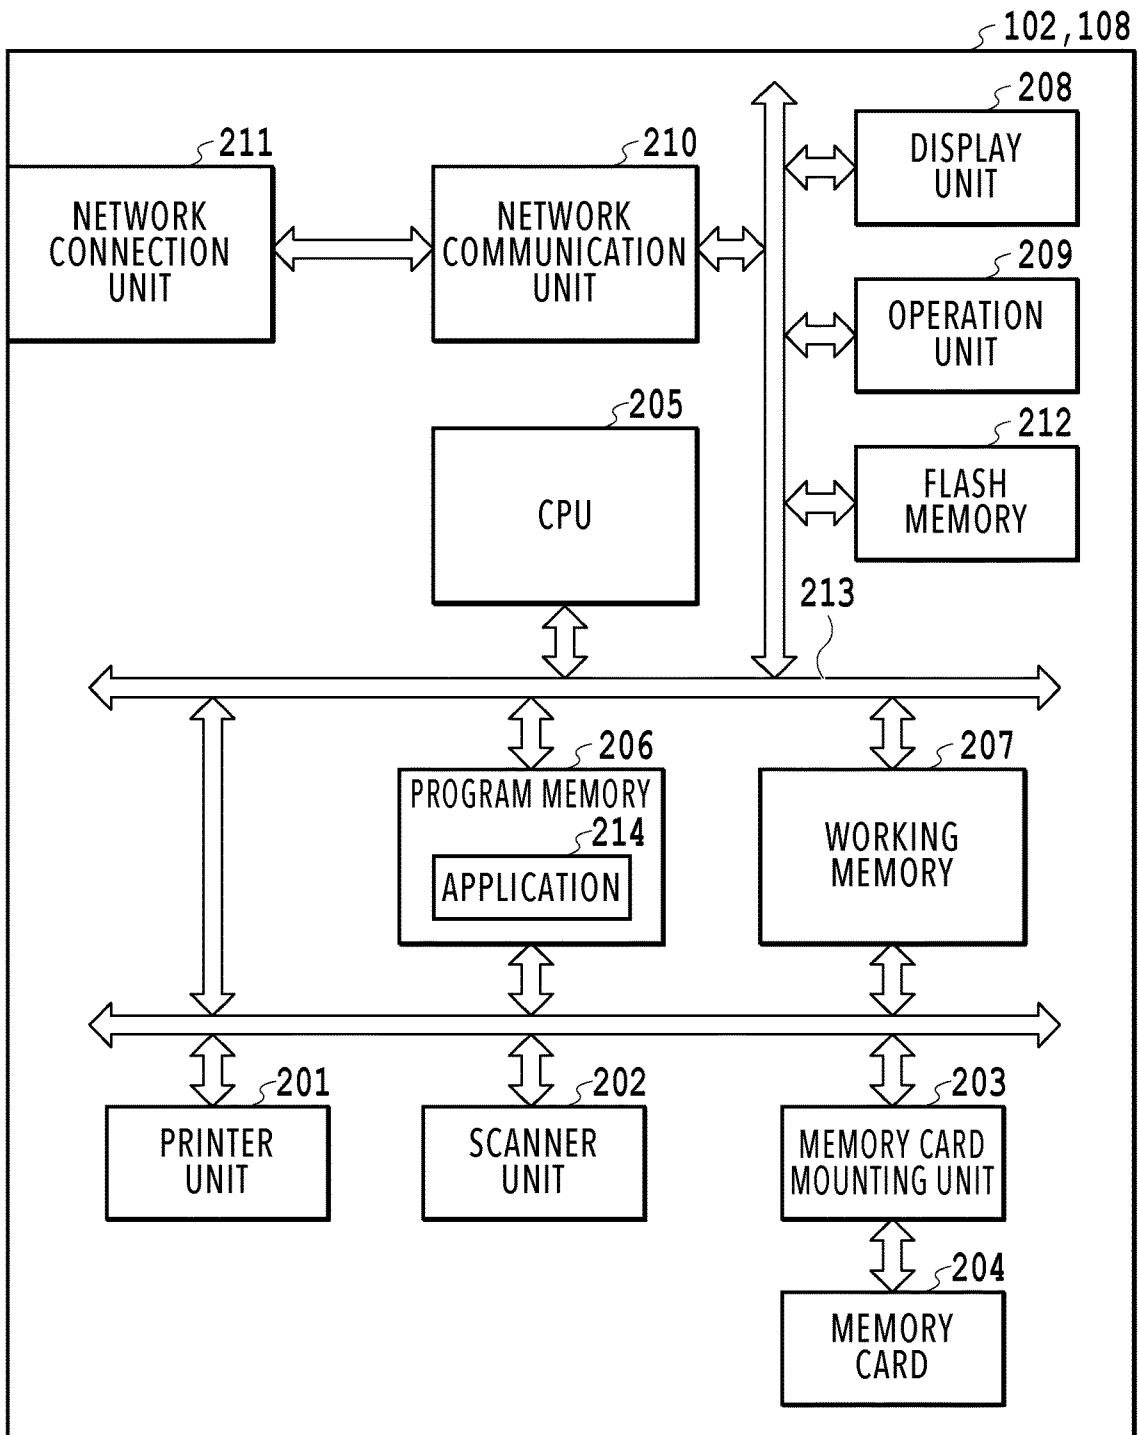 102,108
208
DISPLAY
UNIT
211
NETWORK
CONNECTION
UNIT
210
NETWORK
COMMUNICATION
UNIT
209
OPERATION
UNIT
205
CPU
212
FLASH
MEMORY
213
206
PROGRAM MEMORY
214
APPLICATION
207
WORKING
MEMORY
201
PRINTER
UNIT
202
SCANNER
UNIT
203
MEMORY CARD
MOUNTING UNIT
204
MEMORY
CARD